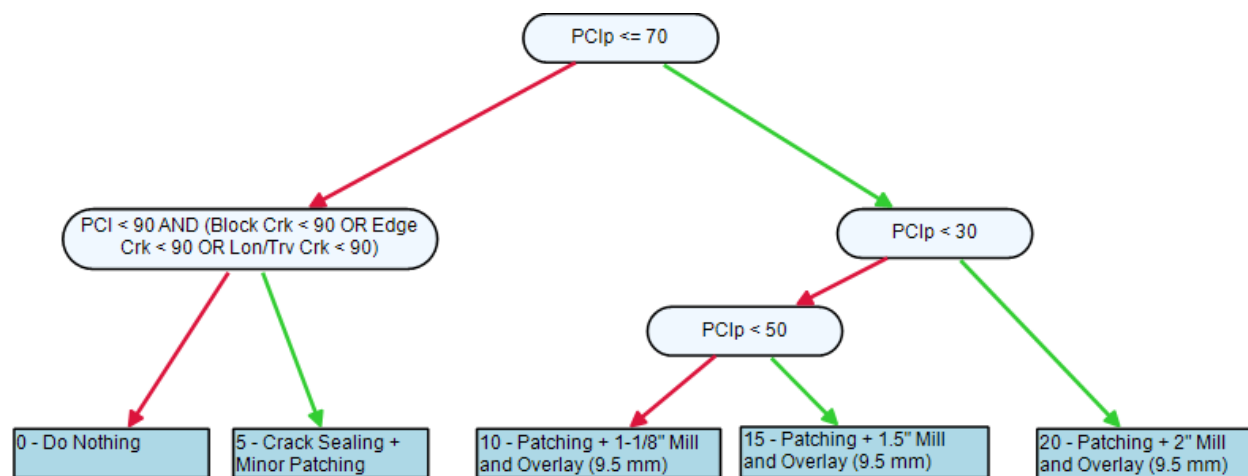 PCIp <= 70
PCI < 90 AND (Block Crk < 90 OR Edge
Crk < 90 OR Lon/Trv Crk < 90)
PCIp < 30
PCIp < 50
0 - Do Nothing
5 - Crack Sealing +
Minor Patching
10 - Patching + 1-1/8" Mill
and Overlay (9.5 mm)
15 - Patching + 1.5" Mill
and Overlay (9.5 mm)
20 - Patching + 2" Mill
and Overlay (9.5 mm)